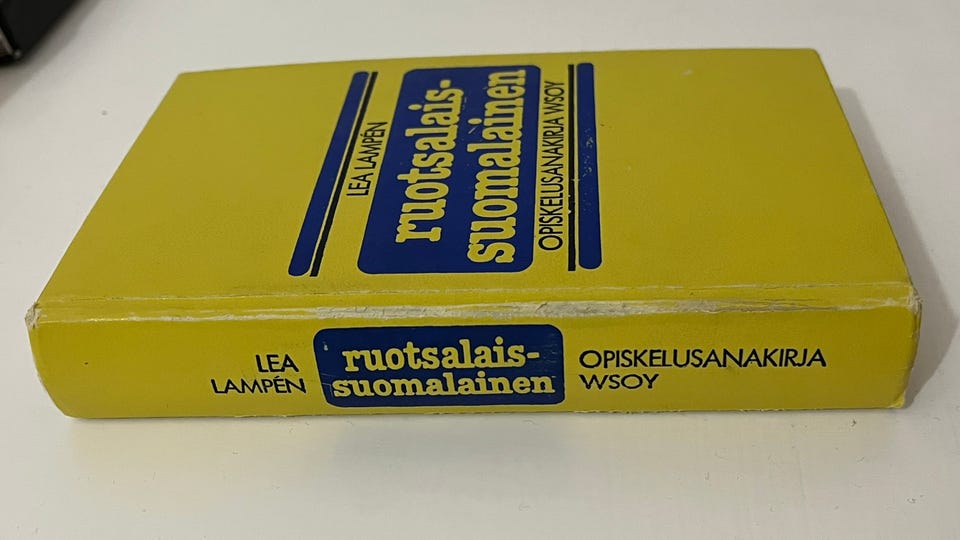 LEA LAMPÉN
ruotsalais-
suomalainen
OPISKELUSANAKIRJA WSOY
LEA
LAMPÉN
ruotsalais-
suomalainen
OPISKELUSANAKIRJA
WSOY